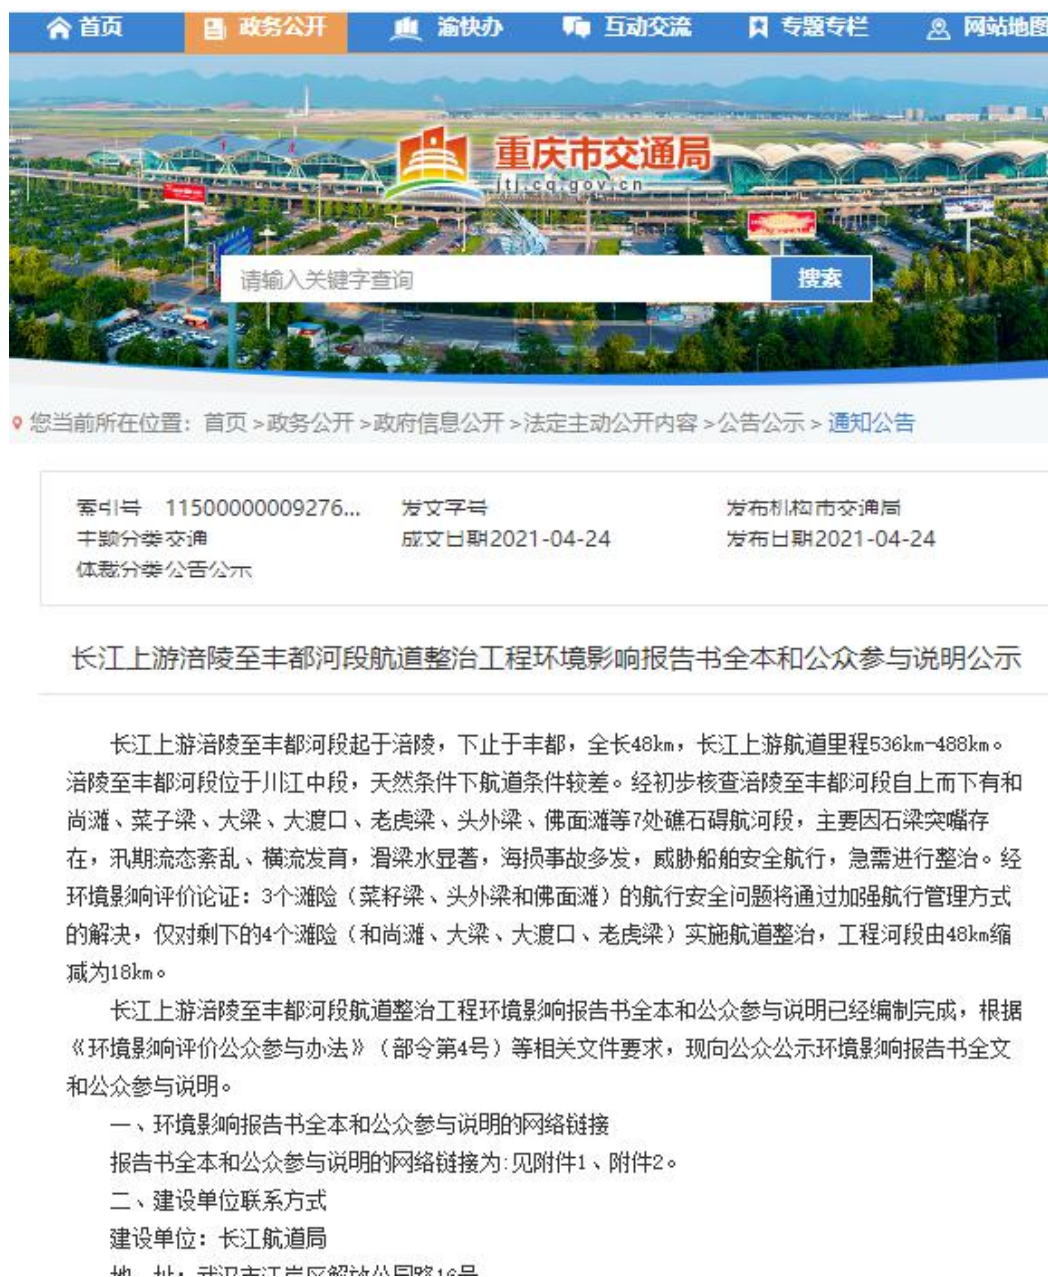 首页 政务公开 渝快办 互动交流 专题专栏 网站地图
重庆
重庆市交通局
jtj.cq.gov.cn
请输入关键字查询 搜索
您当前所在位置：首页>政务公开>政府信息公开>法定主动公开内容>公告公示>通知公告
索引号 11500000009276... 发文字号 发布机构市交通局
主题分类交通 成文日期2021-04-24 发布日期2021-04-24
体裁分类公告公示
长江上游涪陵至丰都河段航道整治工程环境影响报告书全本和公众参与说明公示
长江上游涪陵至丰都河段起于涪陵，下止于丰都，全长48km，长江上游航道里程536km-488km。
涪陵至丰都河段位于川江中段，天然条件下航道条件较差。经初步核查涪陵至丰都河段自上而下有和
尚滩、菜子梁、大梁、大渡口、老虎梁、头外梁、佛面滩等7处礁石碍航河段，主要因石梁突嘴存
在，汛期流态紊乱、横流发育，滑梁水显著，海损事故多发，威胁船舶安全航行，急需进行整治。经
环境影响评价论证：3个滩险（菜籽梁、头外梁和佛面滩）的航行安全问题将通过加强航行管理方式
的解决，仅对剩下的4个滩险（和尚滩、大梁、大渡口、老虎梁）实施航道整治，工程河段由48km缩
减为18km。
长江上游涪陵至丰都河段航道整治工程环境影响报告书全本和公众参与说明已经编制完成，根据
《环境影响评价公众参与办法》（部令第4号）等相关文件要求，现向公众公示环境影响报告书全文
和公众参与说明。
一、环境影响报告书全本和公众参与说明的网络链接
报告书全本和公众参与说明的网络链接为:见附件1、附件2。
二、建设单位联系方式
建设单位：长江航道局
地 址：武汉市江岸区解放公园路16号